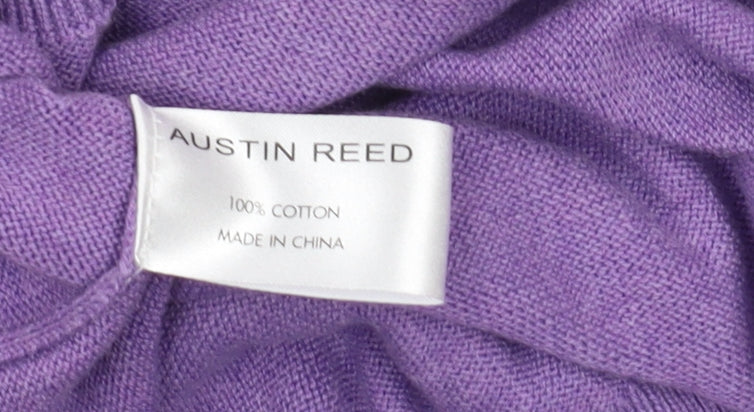 AUSTIN REED
100% COTTON
MADE IN CHINA